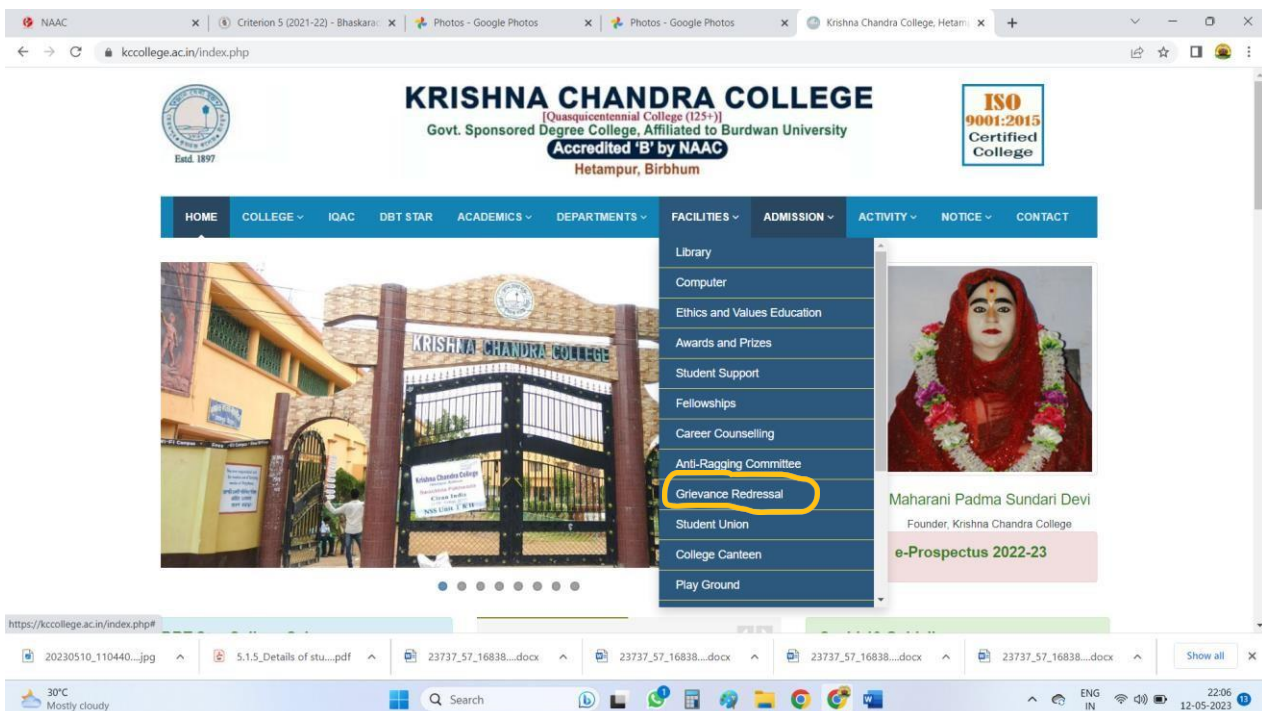 NAAC
Criterion 5 (2021-22) - Bhaskarac
Photos - Google Photos
Photos - Google Photos
Krishna Chandra College, Hetam
kccollege.ac.in/index.php
Estd. 1897
KRISHNA CHANDRA COLLEGE
[Quasquicentennial College (125+)]
Govt. Sponsored Degree College, Affiliated to Burdwan University
Accredited 'B' by NAAC
Hetampur, Birbhum
ISO
9001:2015
Certified
College
HOME COLLEGE IQAC DBT STAR ACADEMICS DEPARTMENTS FACILITIES ADMISSION ACTIVITY NOTICE CONTACT
Library
Computer
Ethics and Values Education
Awards and Prizes
Student Support
Fellowships
Career Counselling
Anti-Ragging Committee
Grievance Redressal
Student Union
College Canteen
Play Ground
KRISHNA CHANDRA COLLEGE
Krishna Chandra College
Clean India
NSS Unit I & II
Maharani Padma Sundari Devi
Founder, Krishna Chandra College
e-Prospectus 2022-23
https://kccollege.ac.in/index.php#
20230510_110440....jpg
5.1.5_Details of stu....pdf
23737_57_16838....docx
23737_57_16838....docx
23737_57_16838....docx
23737_57_16838....docx
Show all
30°C
Mostly cloudy
Search
ENG
IN
22:06
12-05-2023
13